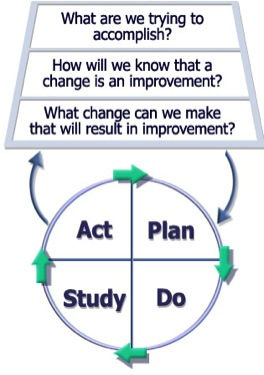 What are we trying to
accomplish?
How will we know that a
change is an improvement?
What change can we make
that will result in improvement?
Act
Plan
Study
Do